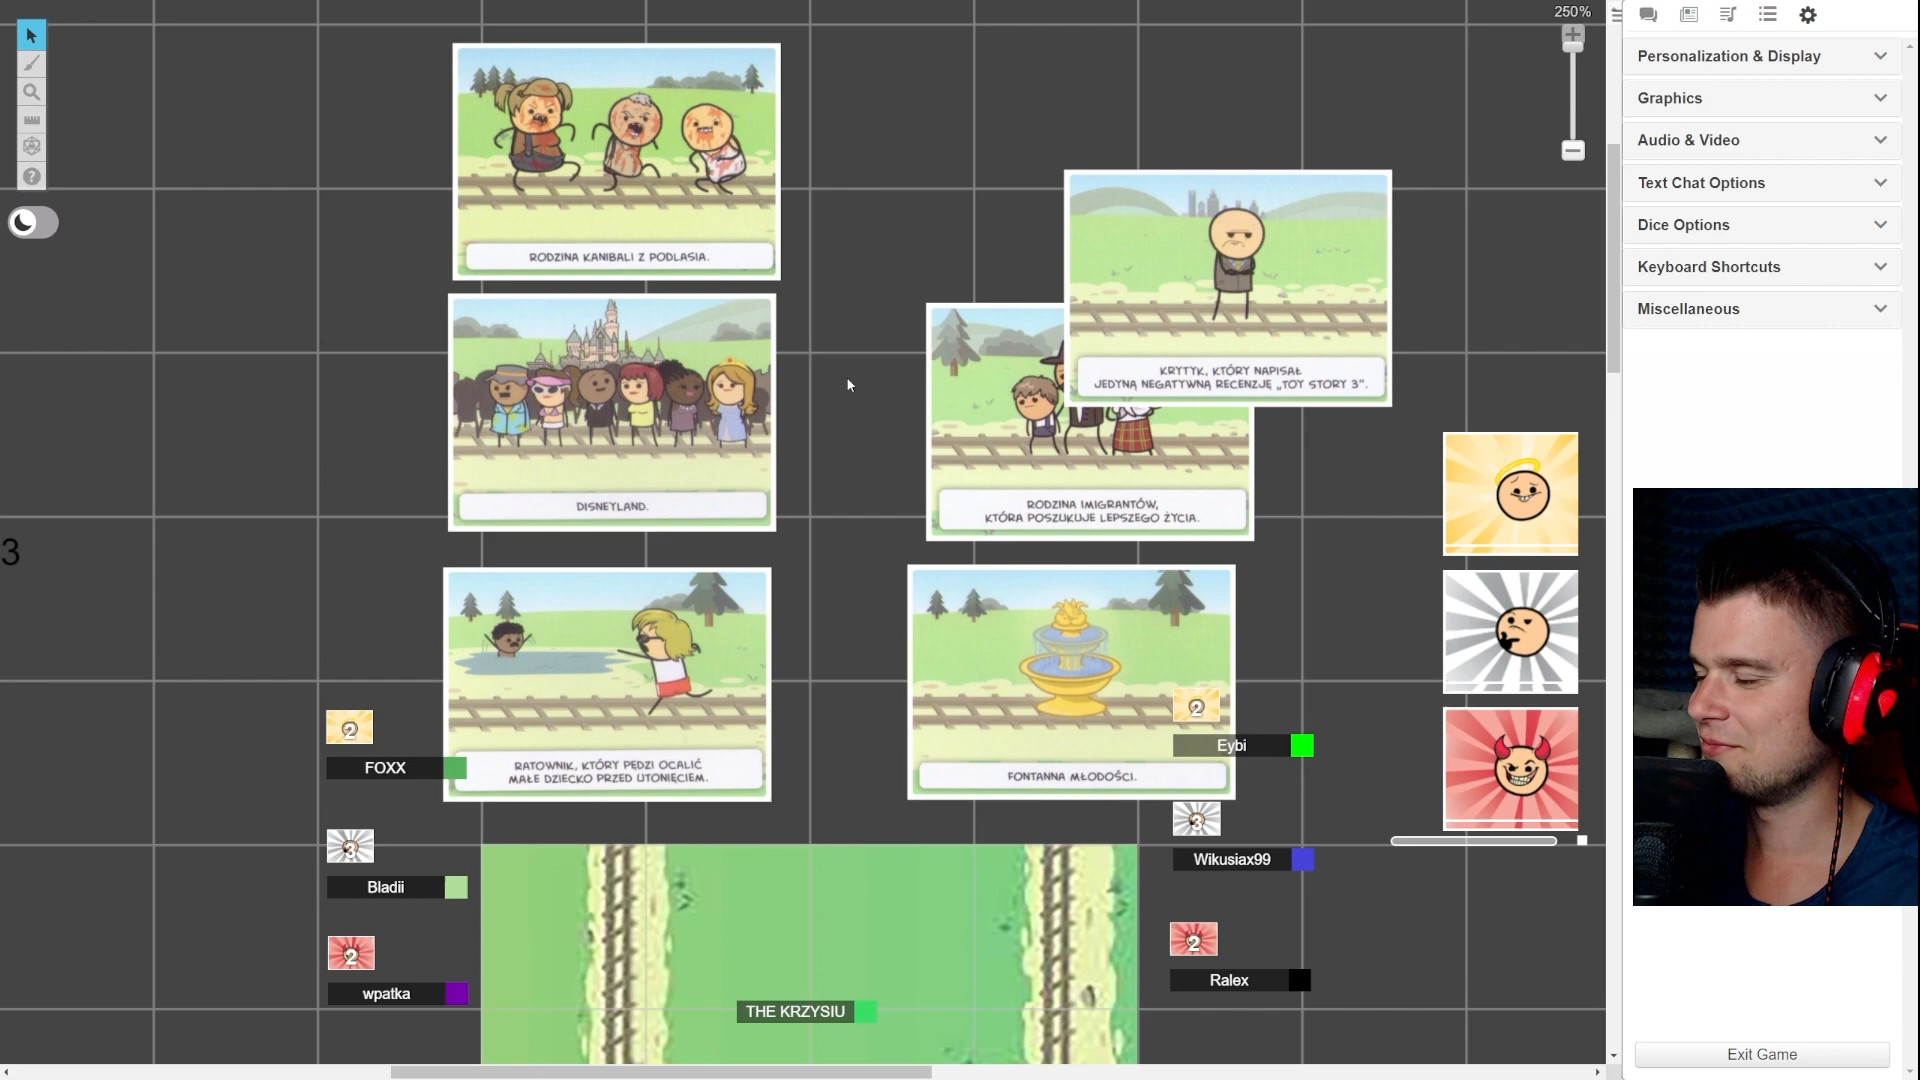 250%
Personalization & Display
Graphics
Audio & Video
Text Chat Options
Dice Options
Keyboard Shortcuts
Miscellaneous
RODZINA KANIBALI Z PODLASIA.
KRYTYK, KTÓRY NAPISAŁ
JEDYNĄ NEGATYWNĄ RECENZJĘ „TOY STORY 3”.
DISNEYLAND.
RODZINA IMIGRANTÓW,
KTÓRA POSZUKUJE LEPSZEGO ŻYCIA.
3
RATOWNIK, KTÓRY PĘDZI OCALIĆ
MAŁE DZIECKO PRZED UTONIĘCIEM.
FONTANNA MŁODOŚCI.
2
FOXX
2
Eybi
3
Bladii
3
Wikusiax99
2
wpatka
2
Ralex
THE KRZYSIU
Exit Game